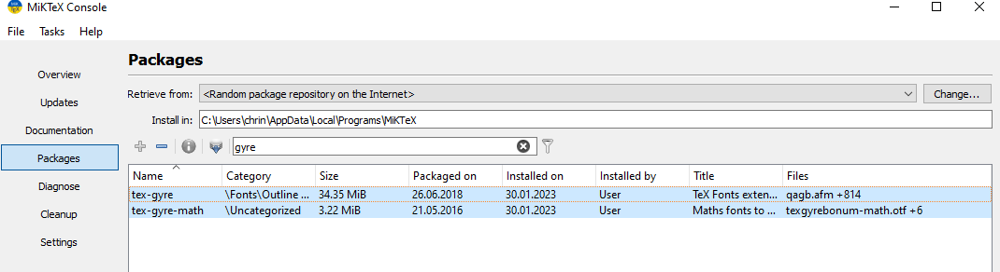 MiKTeX Console
File Tasks Help
Overview
Updates
Documentation
Packages
Diagnose
Cleanup
Settings
Packages
Retrieve from: <Random package repository on the Internet> Change...
Install in: C:\Users\chrin\AppData\Local\Programs\MiKTeX
gyre
Name Category Size Packaged on Installed on Installed by Title Files
tex-gyre \Fonts\Outline ... 34.35 MiB 26.06.2018 30.01.2023 User TeX Fonts exten... qagb.afm +814
tex-gyre-math \Uncategorized 3.22 MiB 21.05.2016 30.01.2023 User Maths fonts to ... texgyrebonum-math.otf +6